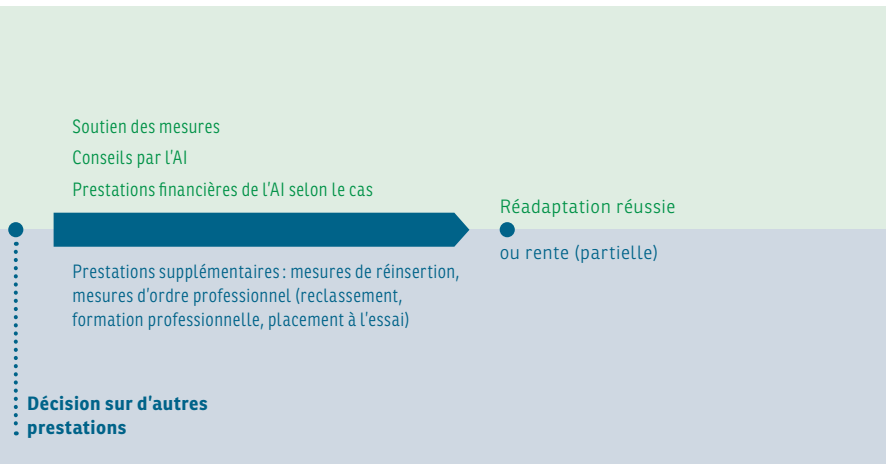 Soutien des mesures
Conseils par l'AI
Prestations financières de l'AI selon le cas
Réadaptation réussie
ou rente (partielle)
Prestations supplémentaires : mesures de réinsertion,
mesures d'ordre professionnel (reclassement,
formation professionnelle, placement à l'essai)
Décision sur d'autres
prestations